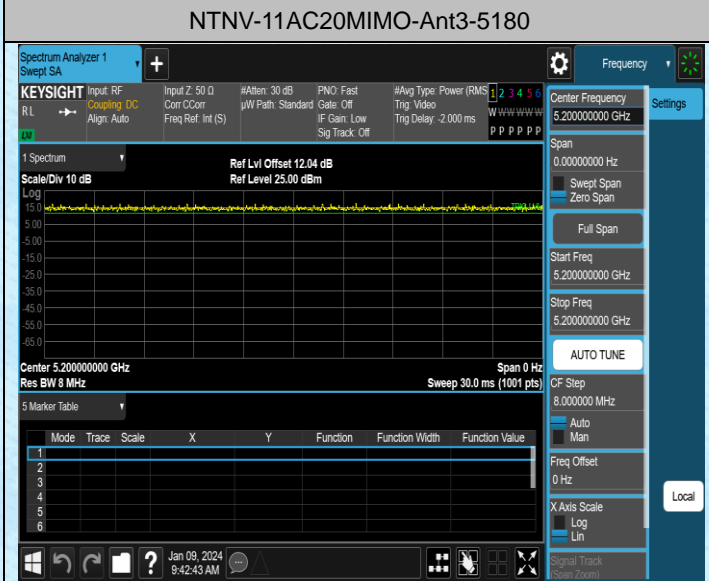 NTNV-11AC20MIMO-Ant3-5180
Spectrum Analyzer 1
Swept SA
Frequency
KEYSIGHT
RL
LXI
Input: RF
Coupling: DC
Align: Auto
Input Z: 50 Ω
Corr CCorr
Freq Ref: Int (S)
#Atten: 30 dB
µW Path: Standard
PNO: Fast
Gate: Off
IF Gain: Low
Sig Track: Off
#Avg Type: Power (RMS
Trig: Video
Trig Delay: -2.000 ms
1 2 3 4 5 6
W W W W W W
P P P P P P
Center Frequency
5.200000000 GHz
Settings
Span
0.00000000 Hz
Swept Span
Zero Span
Full Span
Start Freq
5.200000000 GHz
Stop Freq
5.200000000 GHz
AUTO TUNE
CF Step
8.000000 MHz
Auto
Man
Freq Offset
0 Hz
X Axis Scale
Log
Lin
Signal Track
(Span Zoom)
Local
1 Spectrum
Scale/Div 10 dB
Ref Lvl Offset 12.04 dB
Ref Level 25.00 dBm
Log
15.0
5.00
-5.00
-15.0
-25.0
-35.0
-45.0
-55.0
-65.0
Center 5.200000000 GHz
Span 0 Hz
Res BW 8 MHz
Sweep 30.0 ms (1001 pts)
5 Marker Table
Mode Trace Scale X Y Function Function Width Function Value
1
2
3
4
5
6
?
Jan 09, 2024
9:42:43 AM